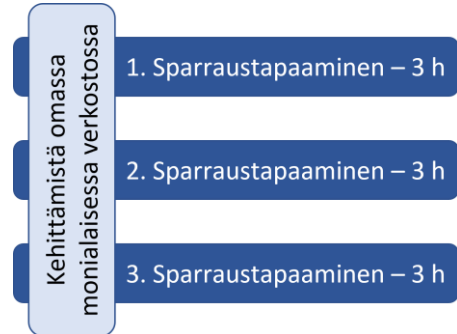 Kehittämistä omassa
monialaisessa verkostossa
1. Sparraustapaaminen – 3 h
2. Sparraustapaaminen – 3 h
3. Sparraustapaaminen – 3 h